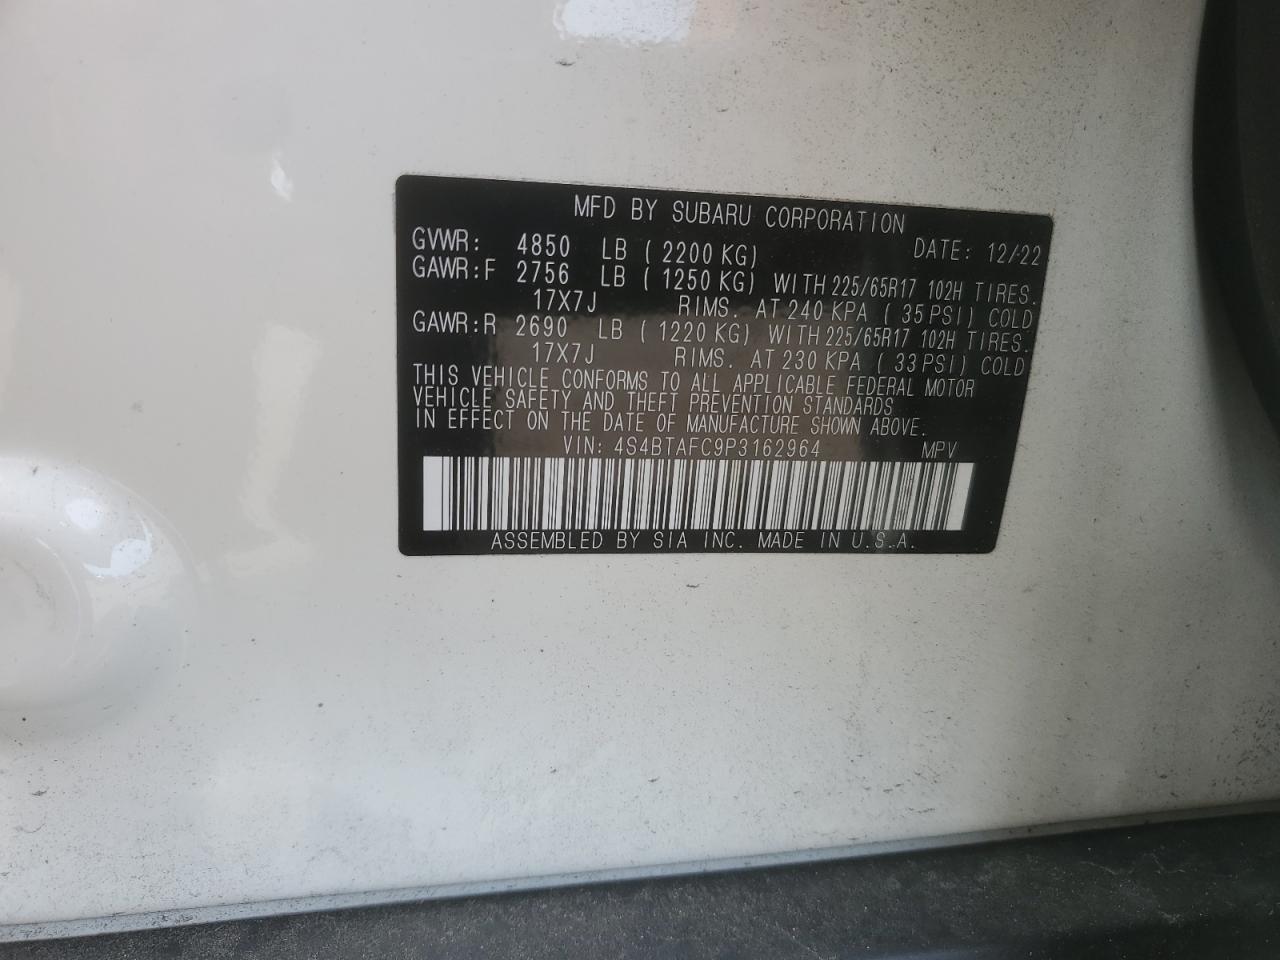 MFD BY SUBARU CORPORATION
GVWR: 4850 LB ( 2200 KG) DATE: 12/22
GAWR:F 2756 LB ( 1250 KG) WITH 225/65R17 102H TIRES.
17X7J RIMS. AT 240 KPA ( 35 PSI) COLD
GAWR:R 2690 LB ( 1220 KG) WITH 225/65R17 102H TIRES.
17X7J RIMS. AT 230 KPA ( 33 PSI) COLD
THIS VEHICLE CONFORMS TO ALL APPLICABLE FEDERAL MOTOR
VEHICLE SAFETY AND THEFT PREVENTION STANDARDS
IN EFFECT ON THE DATE OF MANUFACTURE SHOWN ABOVE.
VIN: 4S4BTAFC9P3162964 MPV
ASSEMBLED BY SIA INC. MADE IN U.S.A.